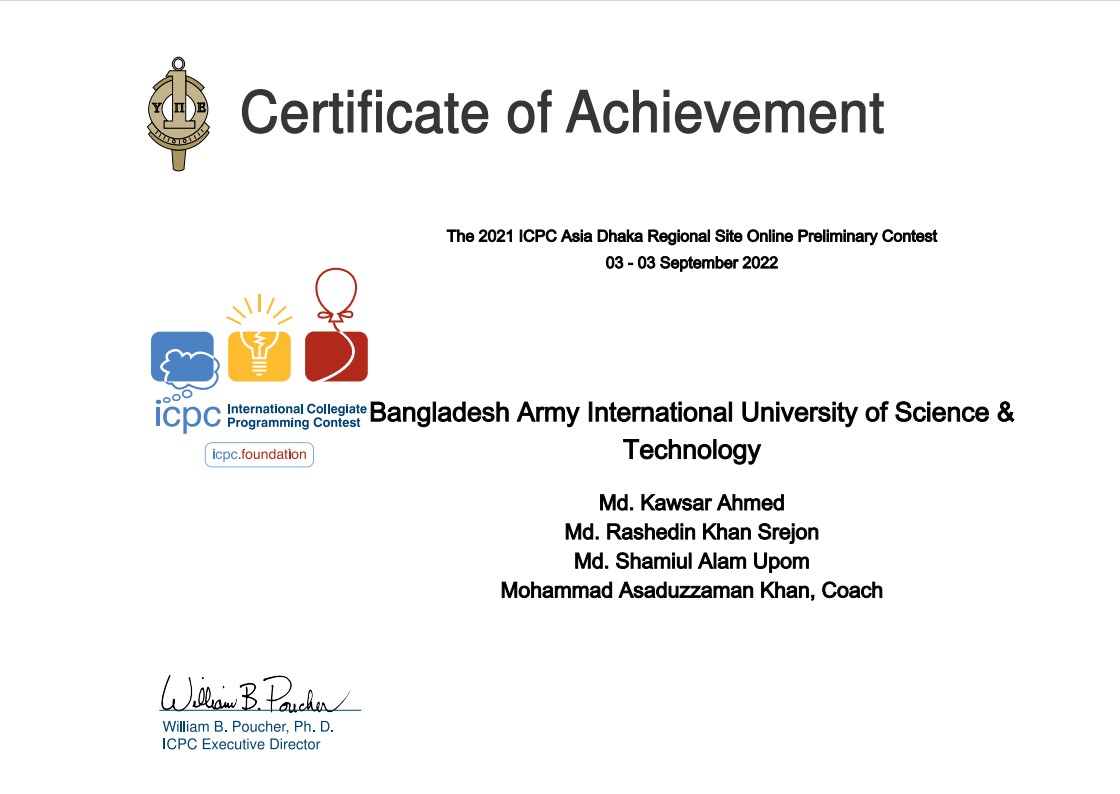 Υ Π Ε
Certificate of Achievement
The 2021 ICPC Asia Dhaka Regional Site Online Preliminary Contest
03 - 03 September 2022
icpc International Collegiate
Programming Contest
icpc.foundation
Bangladesh Army International University of Science &
Technology
Md. Kawsar Ahmed
Md. Rashedin Khan Srejon
Md. Shamiul Alam Upom
Mohammad Asaduzzaman Khan, Coach
William B. Poucher
William B. Poucher, Ph. D.
ICPC Executive Director